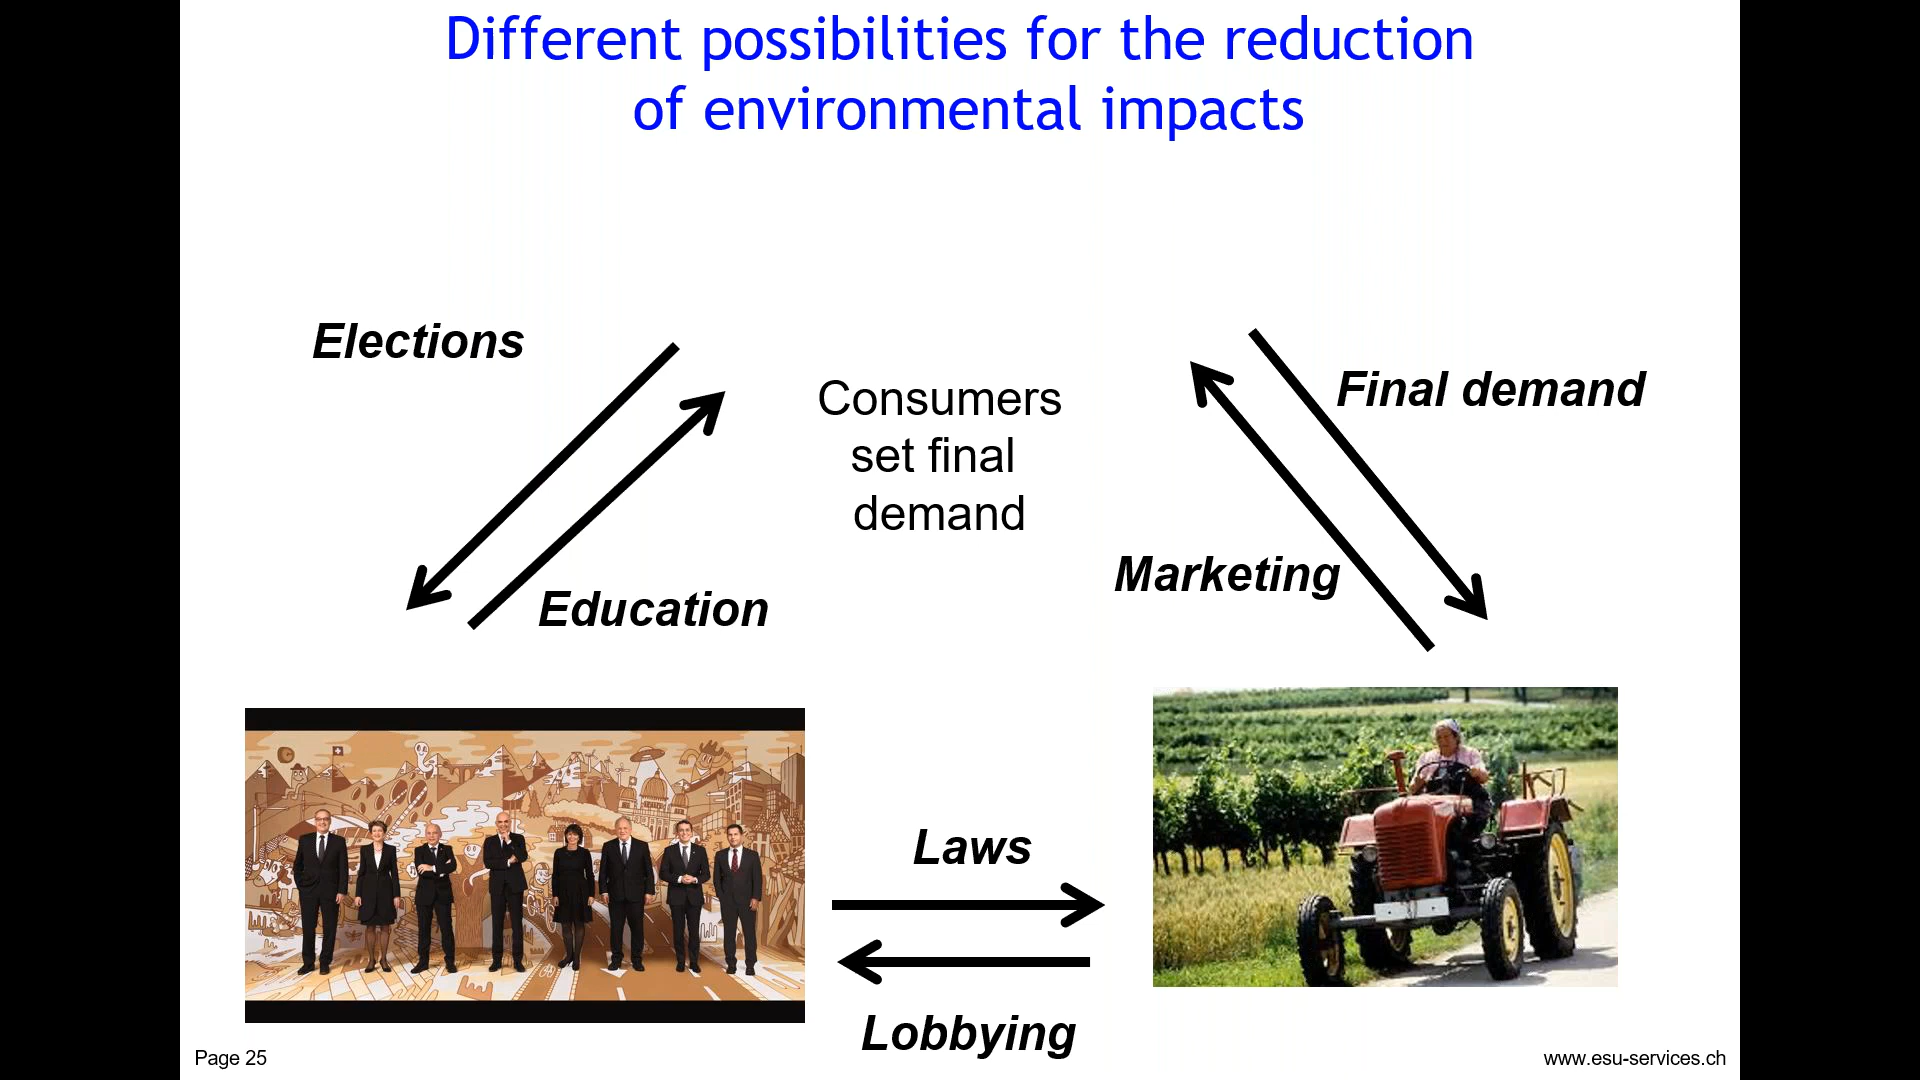 Different possibilities for the reduction
of environmental impacts
Elections
Final demand
Consumers
set final
demand
Marketing
Education
Laws
Lobbying
Page 25
www.esu-services.ch